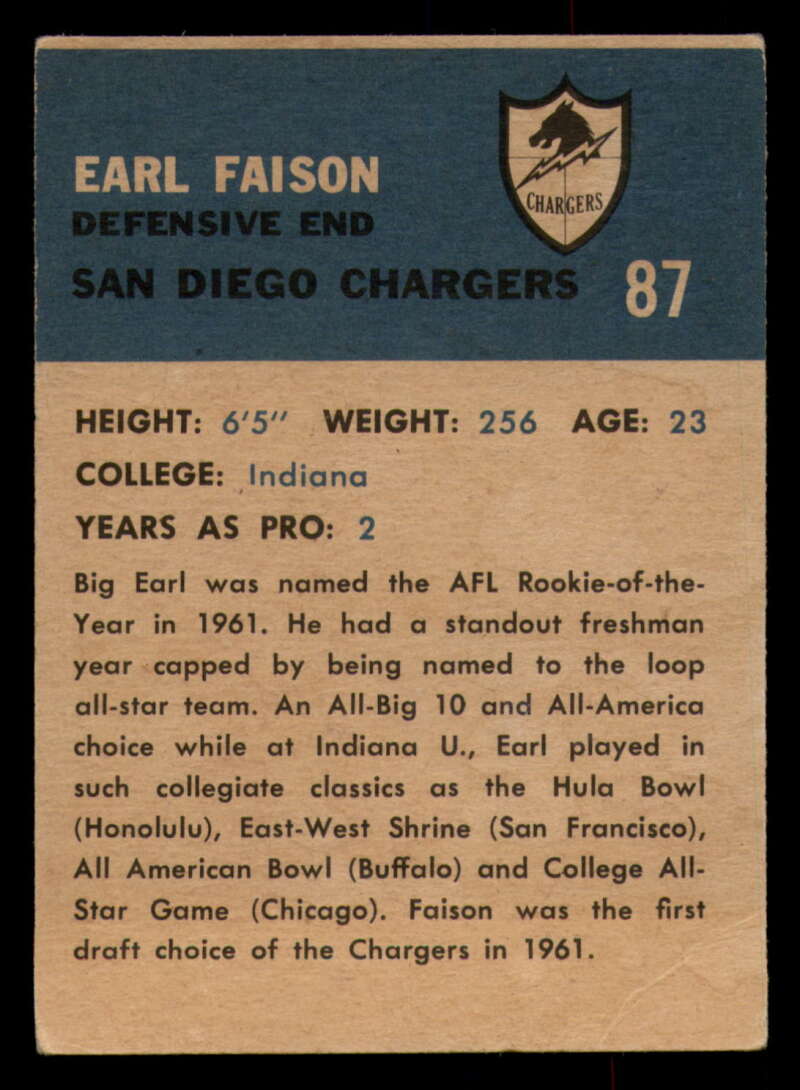 CHARGERS
EARL FAISON
DEFENSIVE END
SAN DIEGO CHARGERS 87
HEIGHT: 6'5" WEIGHT: 256 AGE: 23
COLLEGE: Indiana
YEARS AS PRO: 2
Big Earl was named the AFL Rookie-of-the-
Year in 1961. He had a standout freshman
year capped by being named to the loop
all-star team. An All-Big 10 and All-America
choice while at Indiana U., Earl played in
such collegiate classics as the Hula Bowl
(Honolulu), East-West Shrine (San Francisco),
All American Bowl (Buffalo) and College All-
Star Game (Chicago). Faison was the first
draft choice of the Chargers in 1961.